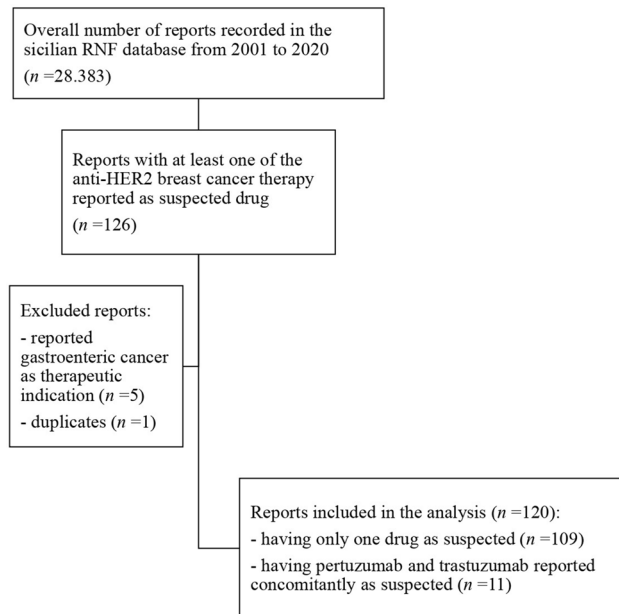 Overall number of reports recorded in the
sicilian RNF database from 2001 to 2020
(n =28.383)
Reports with at least one of the
anti-HER2 breast cancer therapy
reported as suspected drug
(n =126)
Excluded reports:
- reported
gastroenteric cancer
as therapeutic
indication (n =5)
- duplicates (n =1)
Reports included in the analysis (n =120):
- having only one drug as suspected (n =109)
- having pertuzumab and trastuzumab reported
concomitantly as suspected (n =11)